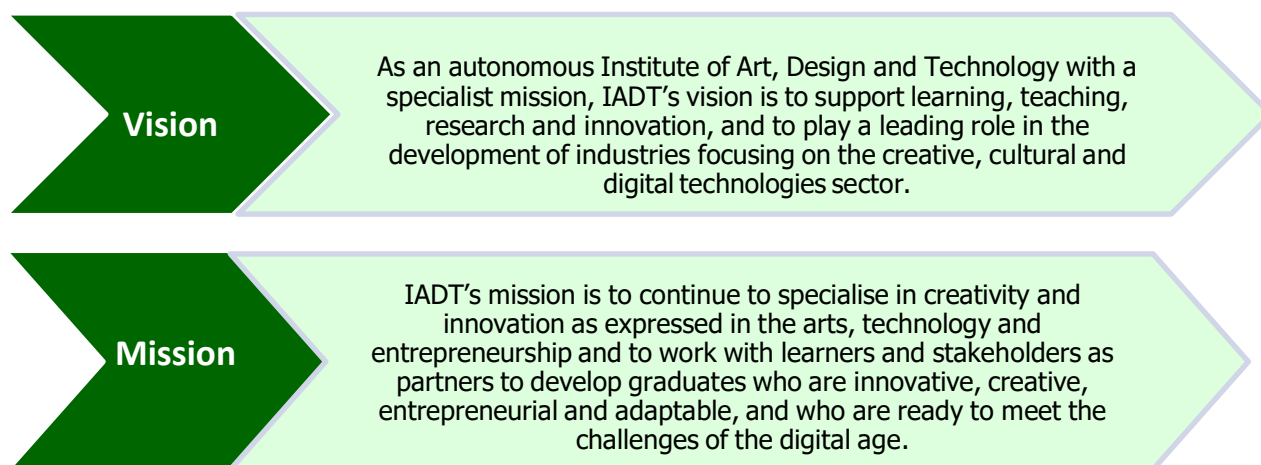 Vision
As an autonomous Institute of Art, Design and Technology with a
specialist mission, IADT’s vision is to support learning, teaching,
research and innovation, and to play a leading role in the
development of industries focusing on the creative, cultural and
digital technologies sector.
Mission
IADT’s mission is to continue to specialise in creativity and
innovation as expressed in the arts, technology and
entrepreneurship and to work with learners and stakeholders as
partners to develop graduates who are innovative, creative,
entrepreneurial and adaptable, and who are ready to meet the
challenges of the digital age.